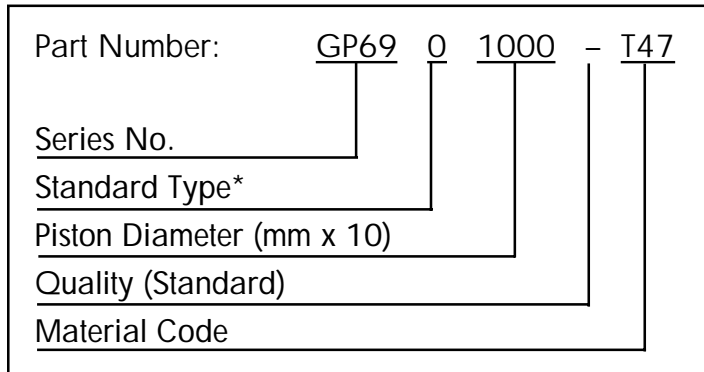 Part Number: GP69 0 1000 – T47
Series No.
Standard Type*
Piston Diameter (mm x 10)
Quality (Standard)
Material Code